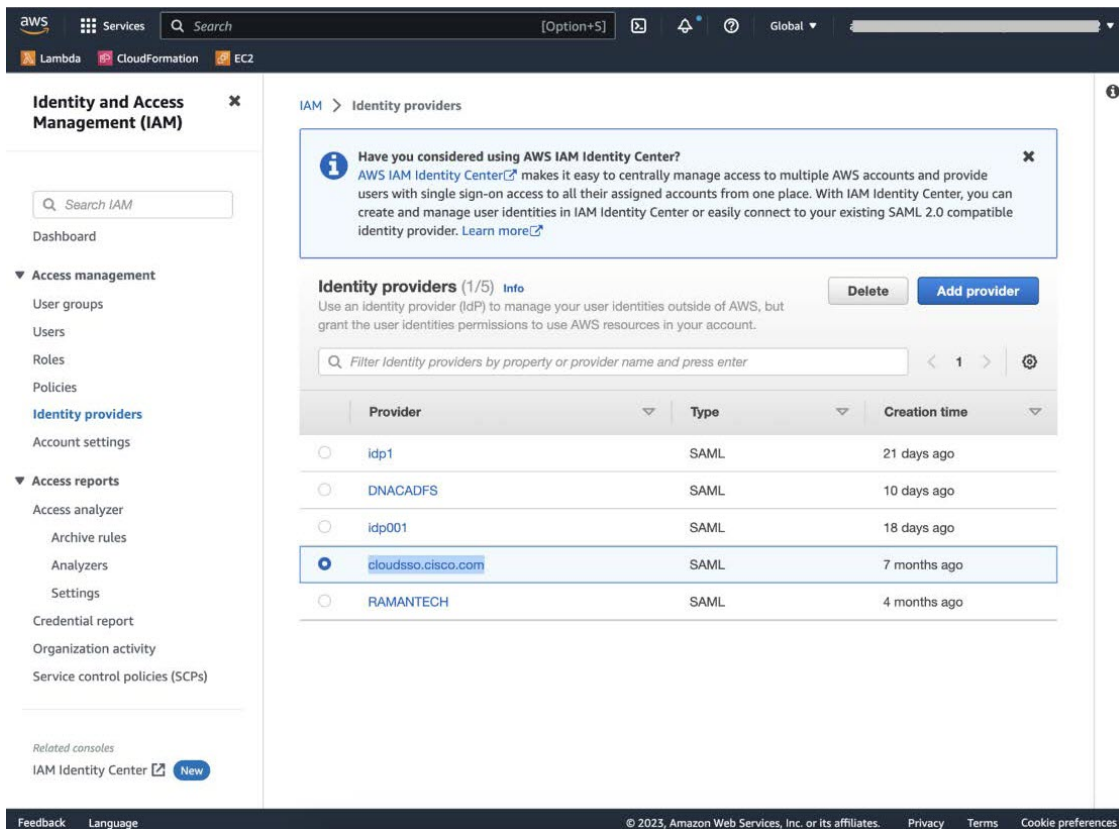 aws
Services
Search
[Option+S]
Global
Lambda
CloudFormation
EC2
Identity and Access
Management (IAM)
Search IAM
Dashboard
Access management
User groups
Users
Roles
Policies
Identity providers
Account settings
Access reports
Access analyzer
Archive rules
Analyzers
Settings
Credential report
Organization activity
Service control policies (SCPs)
Related consoles
IAM Identity Center New
IAM > Identity providers
Have you considered using AWS IAM Identity Center?
AWS IAM Identity Center makes it easy to centrally manage access to multiple AWS accounts and provide
users with single sign-on access to all their assigned accounts from one place. With IAM Identity Center, you can
create and manage user identities in IAM Identity Center or easily connect to your existing SAML 2.0 compatible
identity provider. Learn more
Identity providers (1/5) Info
Use an identity provider (IdP) to manage your user identities outside of AWS, but
grant the user identities permissions to use AWS resources in your account.
Delete
Add provider
Filter Identity providers by property or provider name and press enter
1
Provider Type Creation time
idp1 SAML 21 days ago
DNACADFS SAML 10 days ago
idp001 SAML 18 days ago
cloudsso.cisco.com SAML 7 months ago
RAMANTECH SAML 4 months ago
Feedback Language © 2023, Amazon Web Services, Inc. or its affiliates. Privacy Terms Cookie preferences